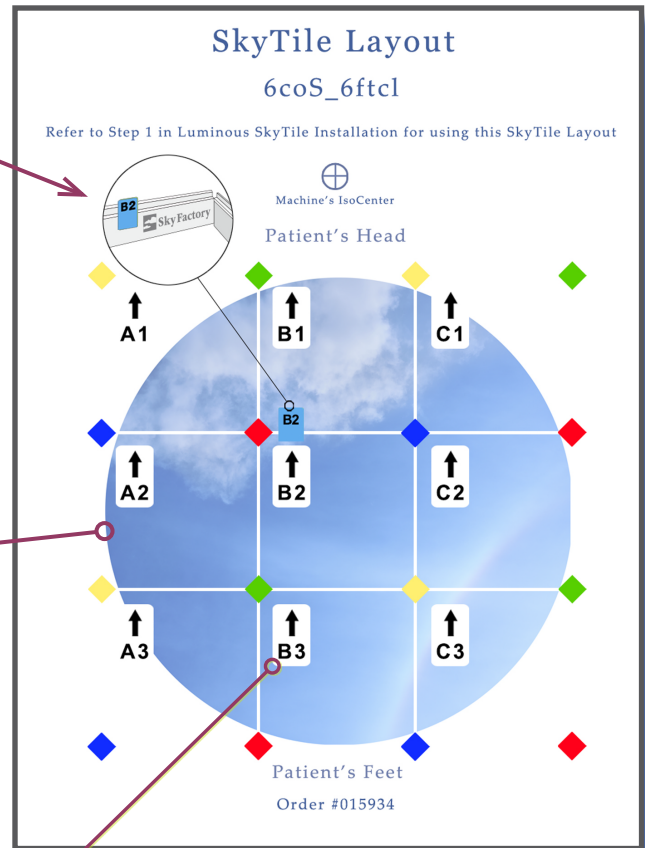 SkyTile Layout
6coS_6ftcl
Refer to Step 1 in Luminous SkyTile Installation for using this SkyTile Layout
Machine's IsoCenter
B2
Sky Factory
Patient's Head
A1
B1
C1
B2
A2
B2
C2
A3
B3
C3
Patient's Feet
Order #015934